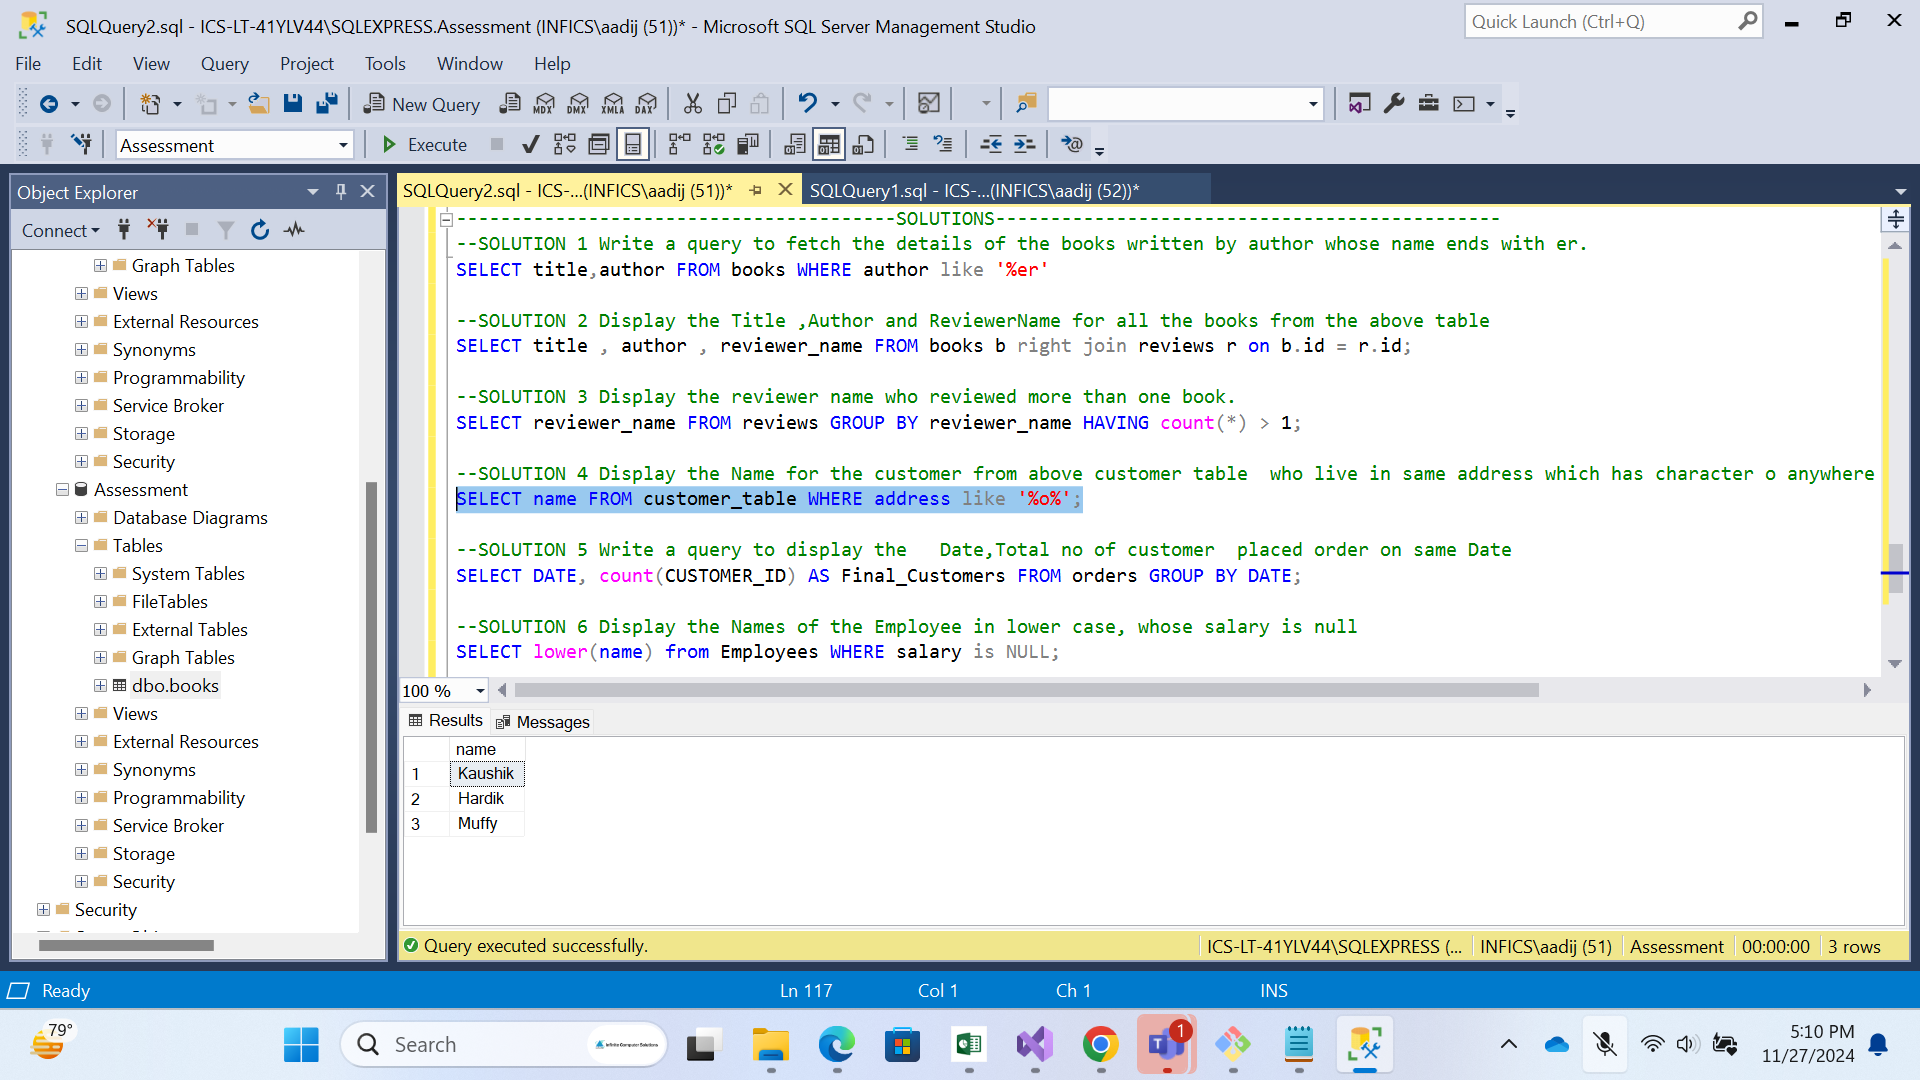 SQLQuery2.sql - ICS-LT-41YLV44\SQLEXPRESS.Assessment (INFICS\aadij (51))* - Microsoft SQL Server Management Studio
Quick Launch (Ctrl+Q)
File Edit View Query Project Tools Window Help
New Query MDX DMX XMLA DAX
Assessment Execute
Object Explorer
SQLQuery2.sql - ICS-...(INFICS\aadij (51))* SQLQuery1.sql - ICS-...(INFICS\aadij (52))*
Connect
Graph Tables
Views
External Resources
Synonyms
Programmability
Service Broker
Storage
Security
Assessment
Database Diagrams
Tables
System Tables
FileTables
External Tables
Graph Tables
dbo.books
Views
External Resources
Synonyms
Programmability
Service Broker
Storage
Security
Security
----------------------------------------SOLUTIONS----------------------------------------------
--SOLUTION 1 Write a query to fetch the details of the books written by author whose name ends with er.
SELECT title,author FROM books WHERE author like '%er'
--SOLUTION 2 Display the Title ,Author and ReviewerName for all the books from the above table
SELECT title , author , reviewer_name FROM books b right join reviews r on b.id = r.id;
--SOLUTION 3 Display the reviewer name who reviewed more than one book.
SELECT reviewer_name FROM reviews GROUP BY reviewer_name HAVING count(*) > 1;
--SOLUTION 4 Display the Name for the customer from above customer table  who live in same address which has character o anywhere
SELECT name FROM customer_table WHERE address like '%o%';
--SOLUTION 5 Write a query to display the   Date,Total no of customer  placed order on same Date
SELECT DATE, count(CUSTOMER_ID) AS Final_Customers FROM orders GROUP BY DATE;
--SOLUTION 6 Display the Names of the Employee in lower case, whose salary is null
SELECT lower(name) from Employees WHERE salary is NULL;
100 %
Results Messages
name
1 Kaushik
2 Hardik
3 Muffy
Query executed successfully. ICS-LT-41YLV44\SQLEXPRESS (... INFICS\aadij (51) Assessment 00:00:00 3 rows
Ready Ln 117 Col 1 Ch 1 INS
79°
Search
Infinite Computer Solutions
1
5:10 PM
11/27/2024